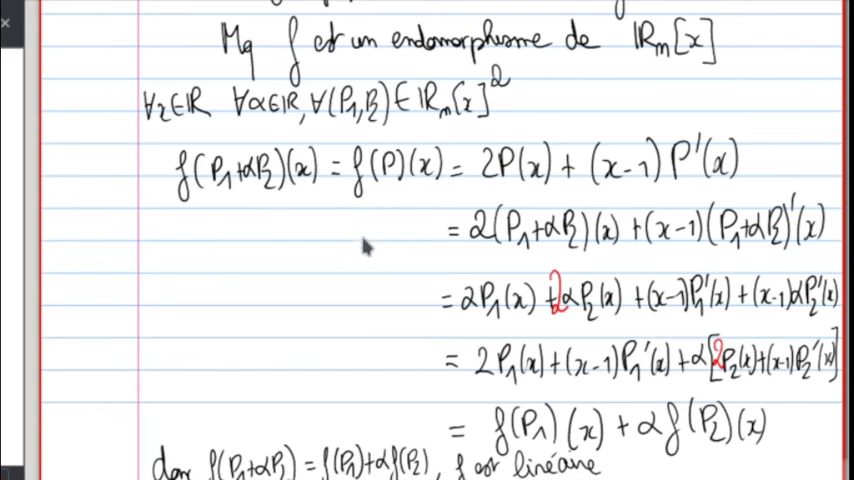 Mq f est un endomorphisme de ℝn[x]
∀x∈ℝ ∀α∈ℝ, ∀(P₁,P₂)∈ℝn[x]²
f(P₁+αP₂)(x) = f(P)(x) = 2P(x) + (x-1)P'(x)
= 2(P₁+αP₂)(x) + (x-1)(P₁+αP₂)'(x)
= 2P₁(x) + 2αP₂(x) + (x-1)P₁'(x) + (x-1)αP₂'(x)
= 2P₁(x) + (x-1)P₁'(x) + α[2P₂(x) + (x-1)P₂'(x)]
= f(P₁)(x) + αf(P₂)(x)
donc f(P₁+αP₂) = f(P₁) + αf(P₂), f est linéaire